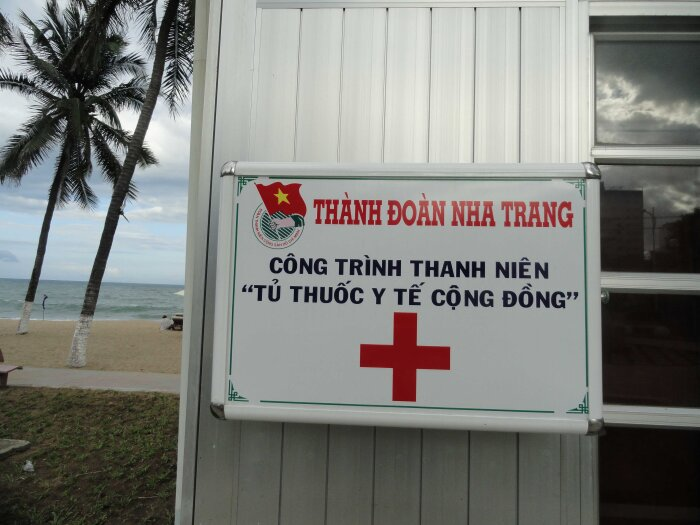 THÀNH ĐOÀN NHA TRANG
CÔNG TRÌNH THANH NIÊN
“TỦ THUỐC Y TẾ CỘNG ĐỒNG”